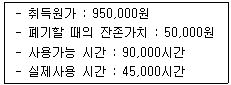 - 취득원가 : 950,000원
- 폐기할 때의 잔존가치 : 50,000원
- 사용가능 시간 : 90,000시간
- 실제사용 시간 : 45,000시간